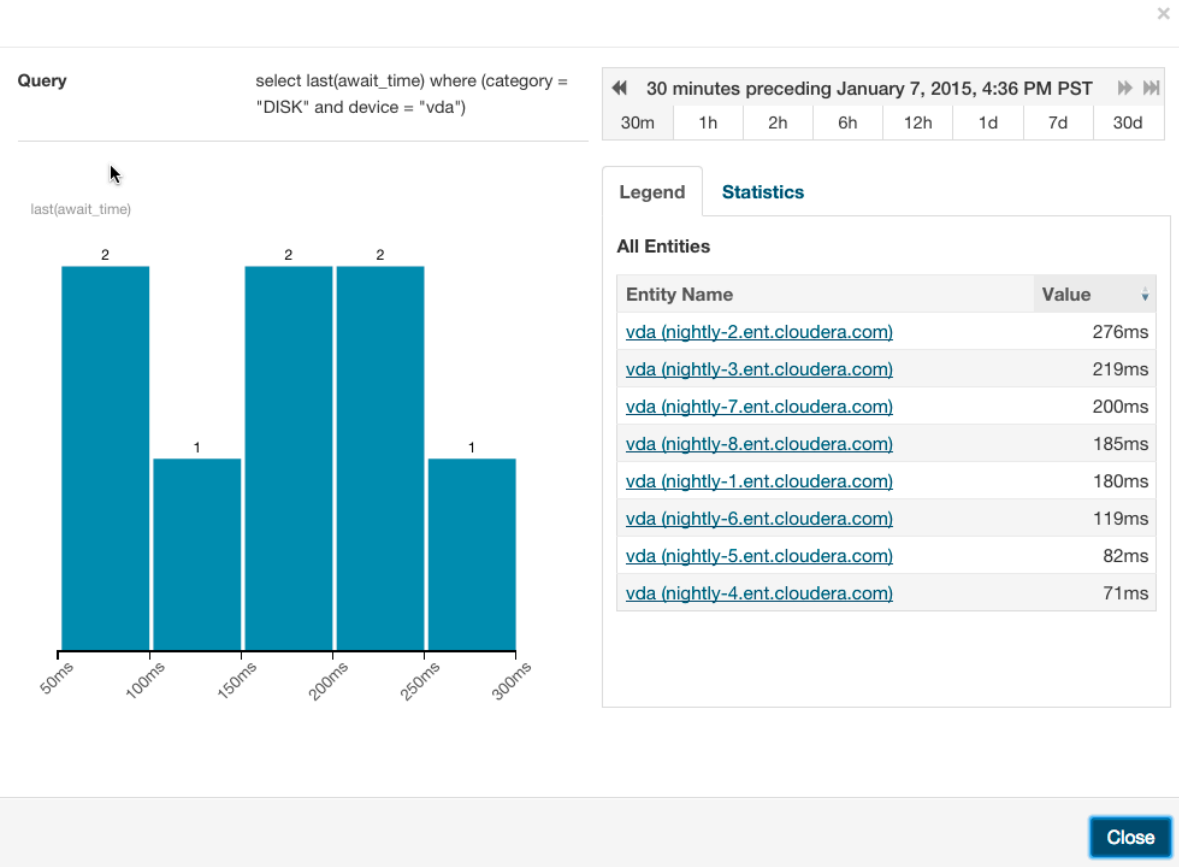 ×
Query
select last(await_time) where (category =
"DISK" and device = "vda")
30 minutes preceding January 7, 2015, 4:36 PM PST
30m 1h 2h 6h 12h 1d 7d 30d
last(await_time)
2 1 2 2 1
50ms 100ms 150ms 200ms 250ms 300ms
Legend Statistics
All Entities
Entity Name Value
vda (nightly-2.ent.cloudera.com) 276ms
vda (nightly-3.ent.cloudera.com) 219ms
vda (nightly-7.ent.cloudera.com) 200ms
vda (nightly-8.ent.cloudera.com) 185ms
vda (nightly-1.ent.cloudera.com) 180ms
vda (nightly-6.ent.cloudera.com) 119ms
vda (nightly-5.ent.cloudera.com) 82ms
vda (nightly-4.ent.cloudera.com) 71ms
Close